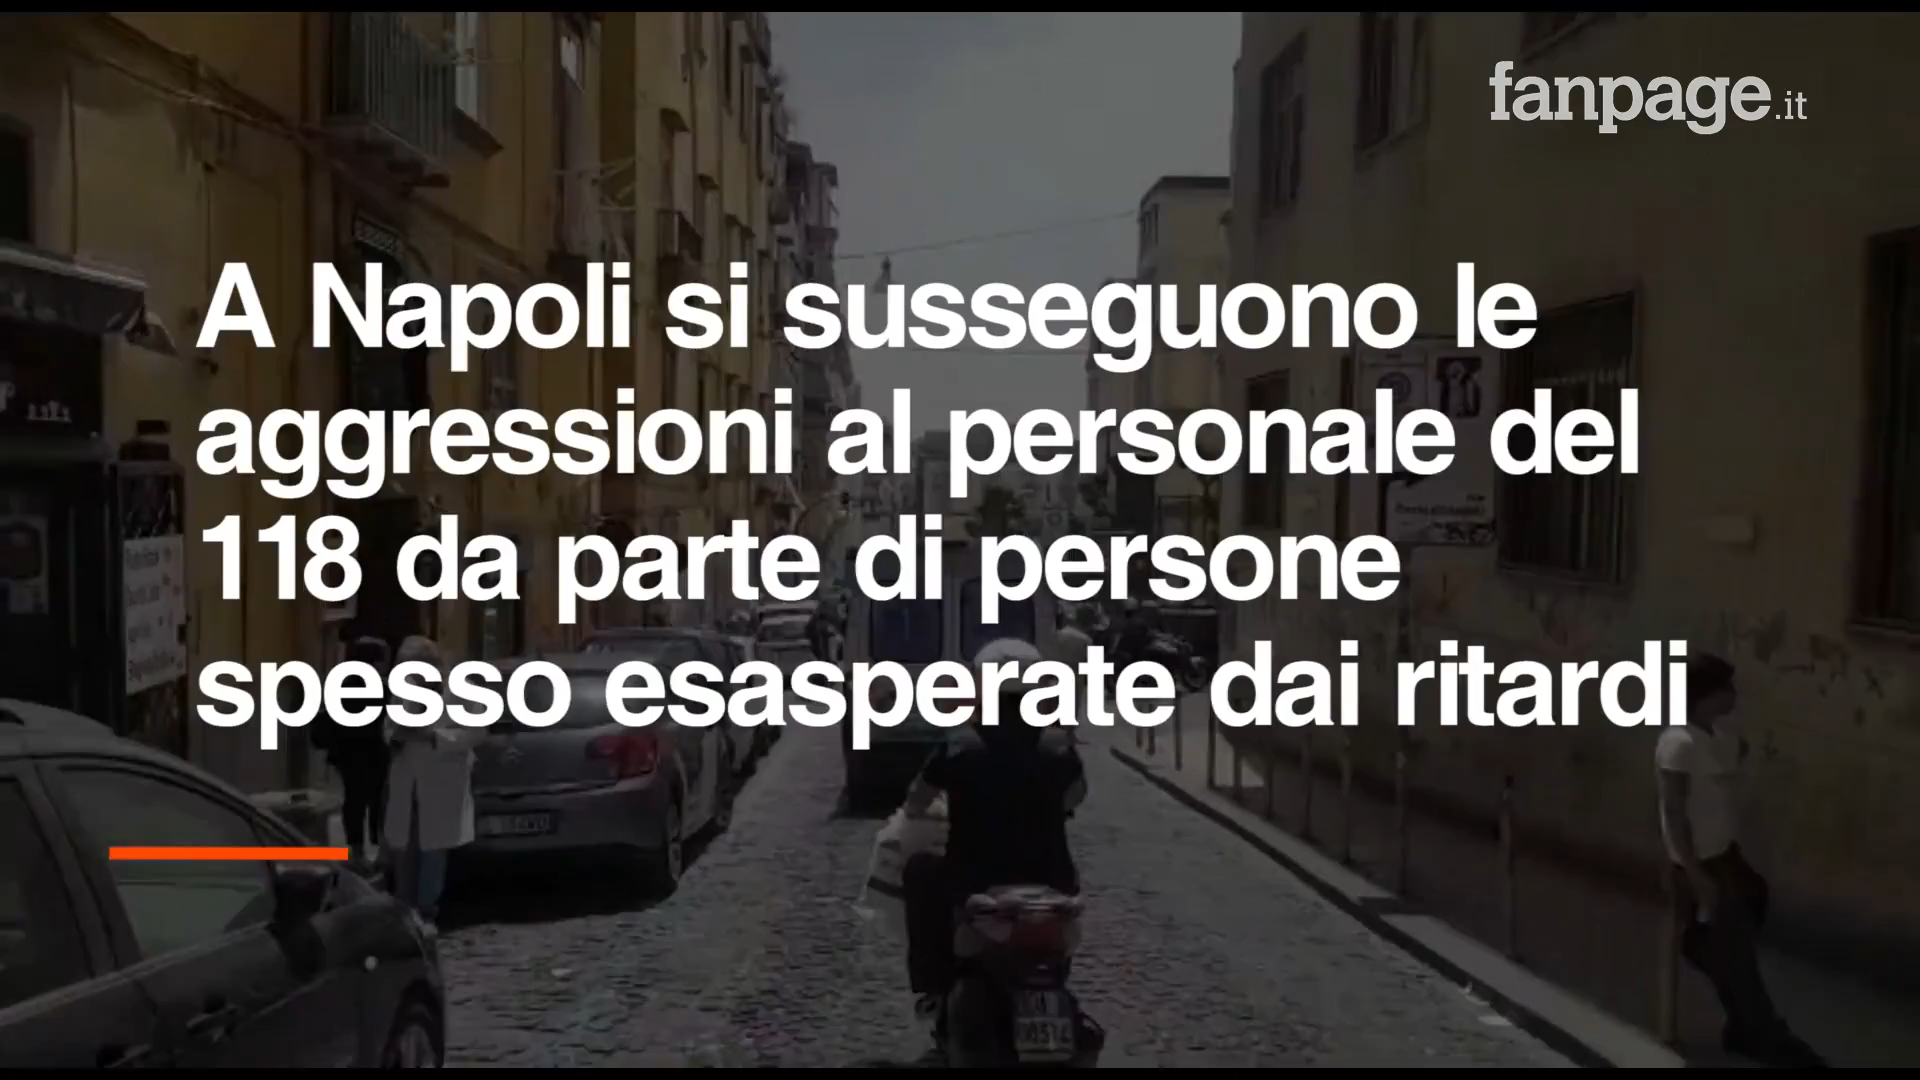 fanpage.it
A Napoli si susseguono le
aggressioni al personale del
118 da parte di persone
spesso esasperate dai ritardi